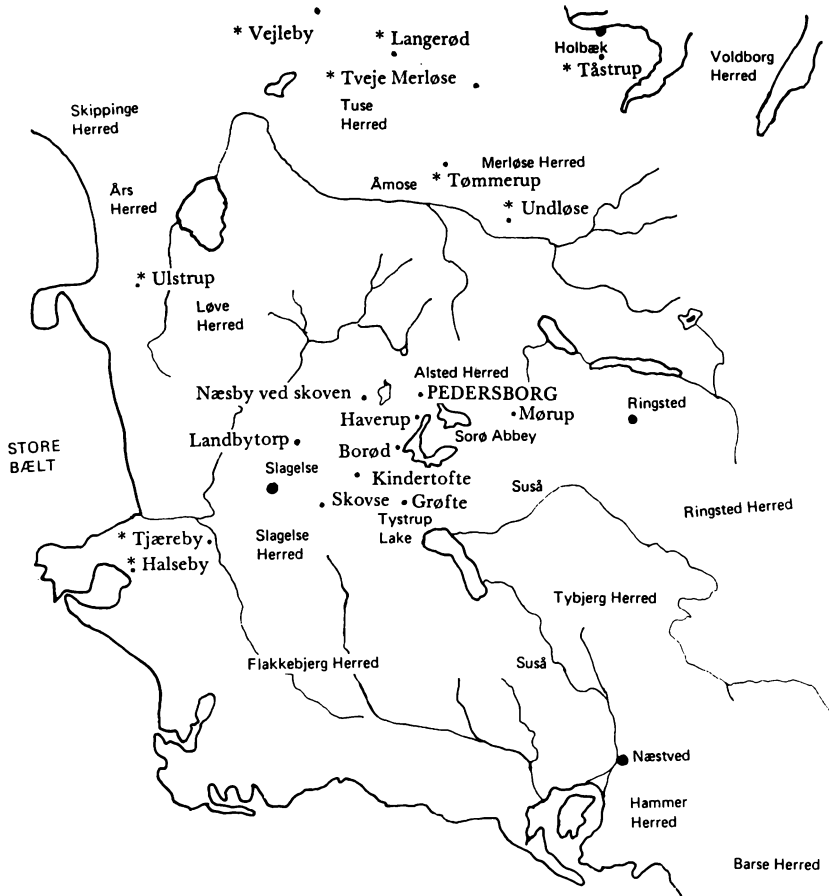 * Vejleby
* Langerød
Holbæk
* Tåstrup
Voldborg
Herred
* Tveje Merløse
Tuse
Herred
Skippinge
Herred
Merløse Herred
* Tømmerup
Åmose
Års
Herred
* Undløse
* Ulstrup
Løve
Herred
Alsted Herred
Næsby ved skoven
PEDERSBORG
Haverup
Mørup
Ringsted
Landbytorp
Borød
Sorø Abbey
STORE
BÆLT
Slagelse
Kindertofte
Skovse
Grøfte
Suså
Ringsted Herred
Tystrup
Lake
* Tjæreby
Slagelse
Herred
* Halseby
Tybjerg Herred
Flakkebjerg Herred
Suså
Næstved
Hammer
Herred
Barse Herred